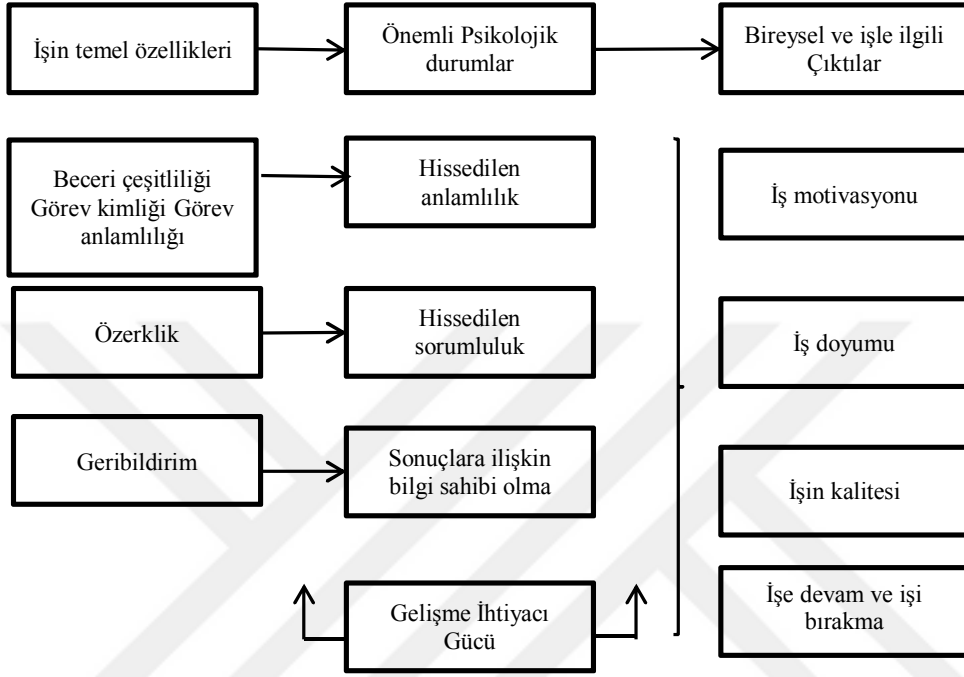 İşin temel özellikleri
Önemli Psikolojik
durumlar
Bireysel ve işle ilgili
Çıktılar
Beceri çeşitliliği
Görev kimliği Görev
anlamlılığı
Hissedilen
anlamlılık
İş motivasyonu
Özerklik
Hissedilen
sorumluluk
İş doyumu
Geribildirim
Sonuçlara ilişkin
bilgi sahibi olma
İşin kalitesi
Gelişme İhtiyacı
Gücü
İşe devam ve işi
bırakma